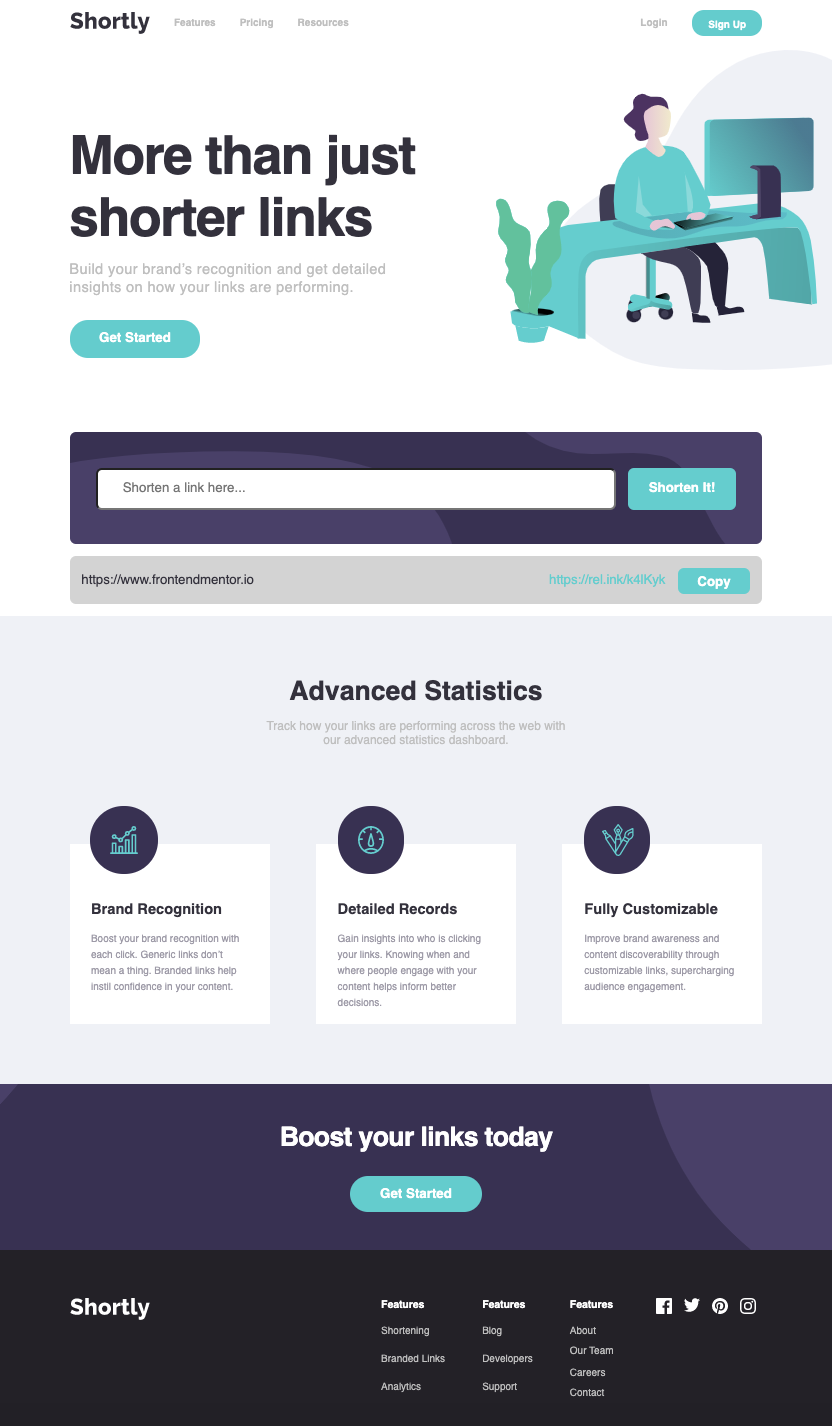 Shortly
Features
Pricing
Resources
Login
Sign Up
More than just
shorter links
Build your brand’s recognition and get detailed
insights on how your links are performing.
Get Started
Shorten a link here...
Shorten It!
https://www.frontendmentor.io
https://rel.ink/k4lKyk
Copy
Advanced Statistics
Track how your links are performing across the web with
our advanced statistics dashboard.
Brand Recognition
Boost your brand recognition with
each click. Generic links don’t
mean a thing. Branded links help
instil confidence in your content.
Detailed Records
Gain insights into who is clicking
your links. Knowing when and
where people engage with your
content helps inform better
decisions.
Fully Customizable
Improve brand awareness and
content discoverability through
customizable links, supercharging
audience engagement.
Boost your links today
Get Started
Shortly
Features
Shortening
Branded Links
Analytics
Features
Blog
Developers
Support
Features
About
Our Team
Careers
Contact